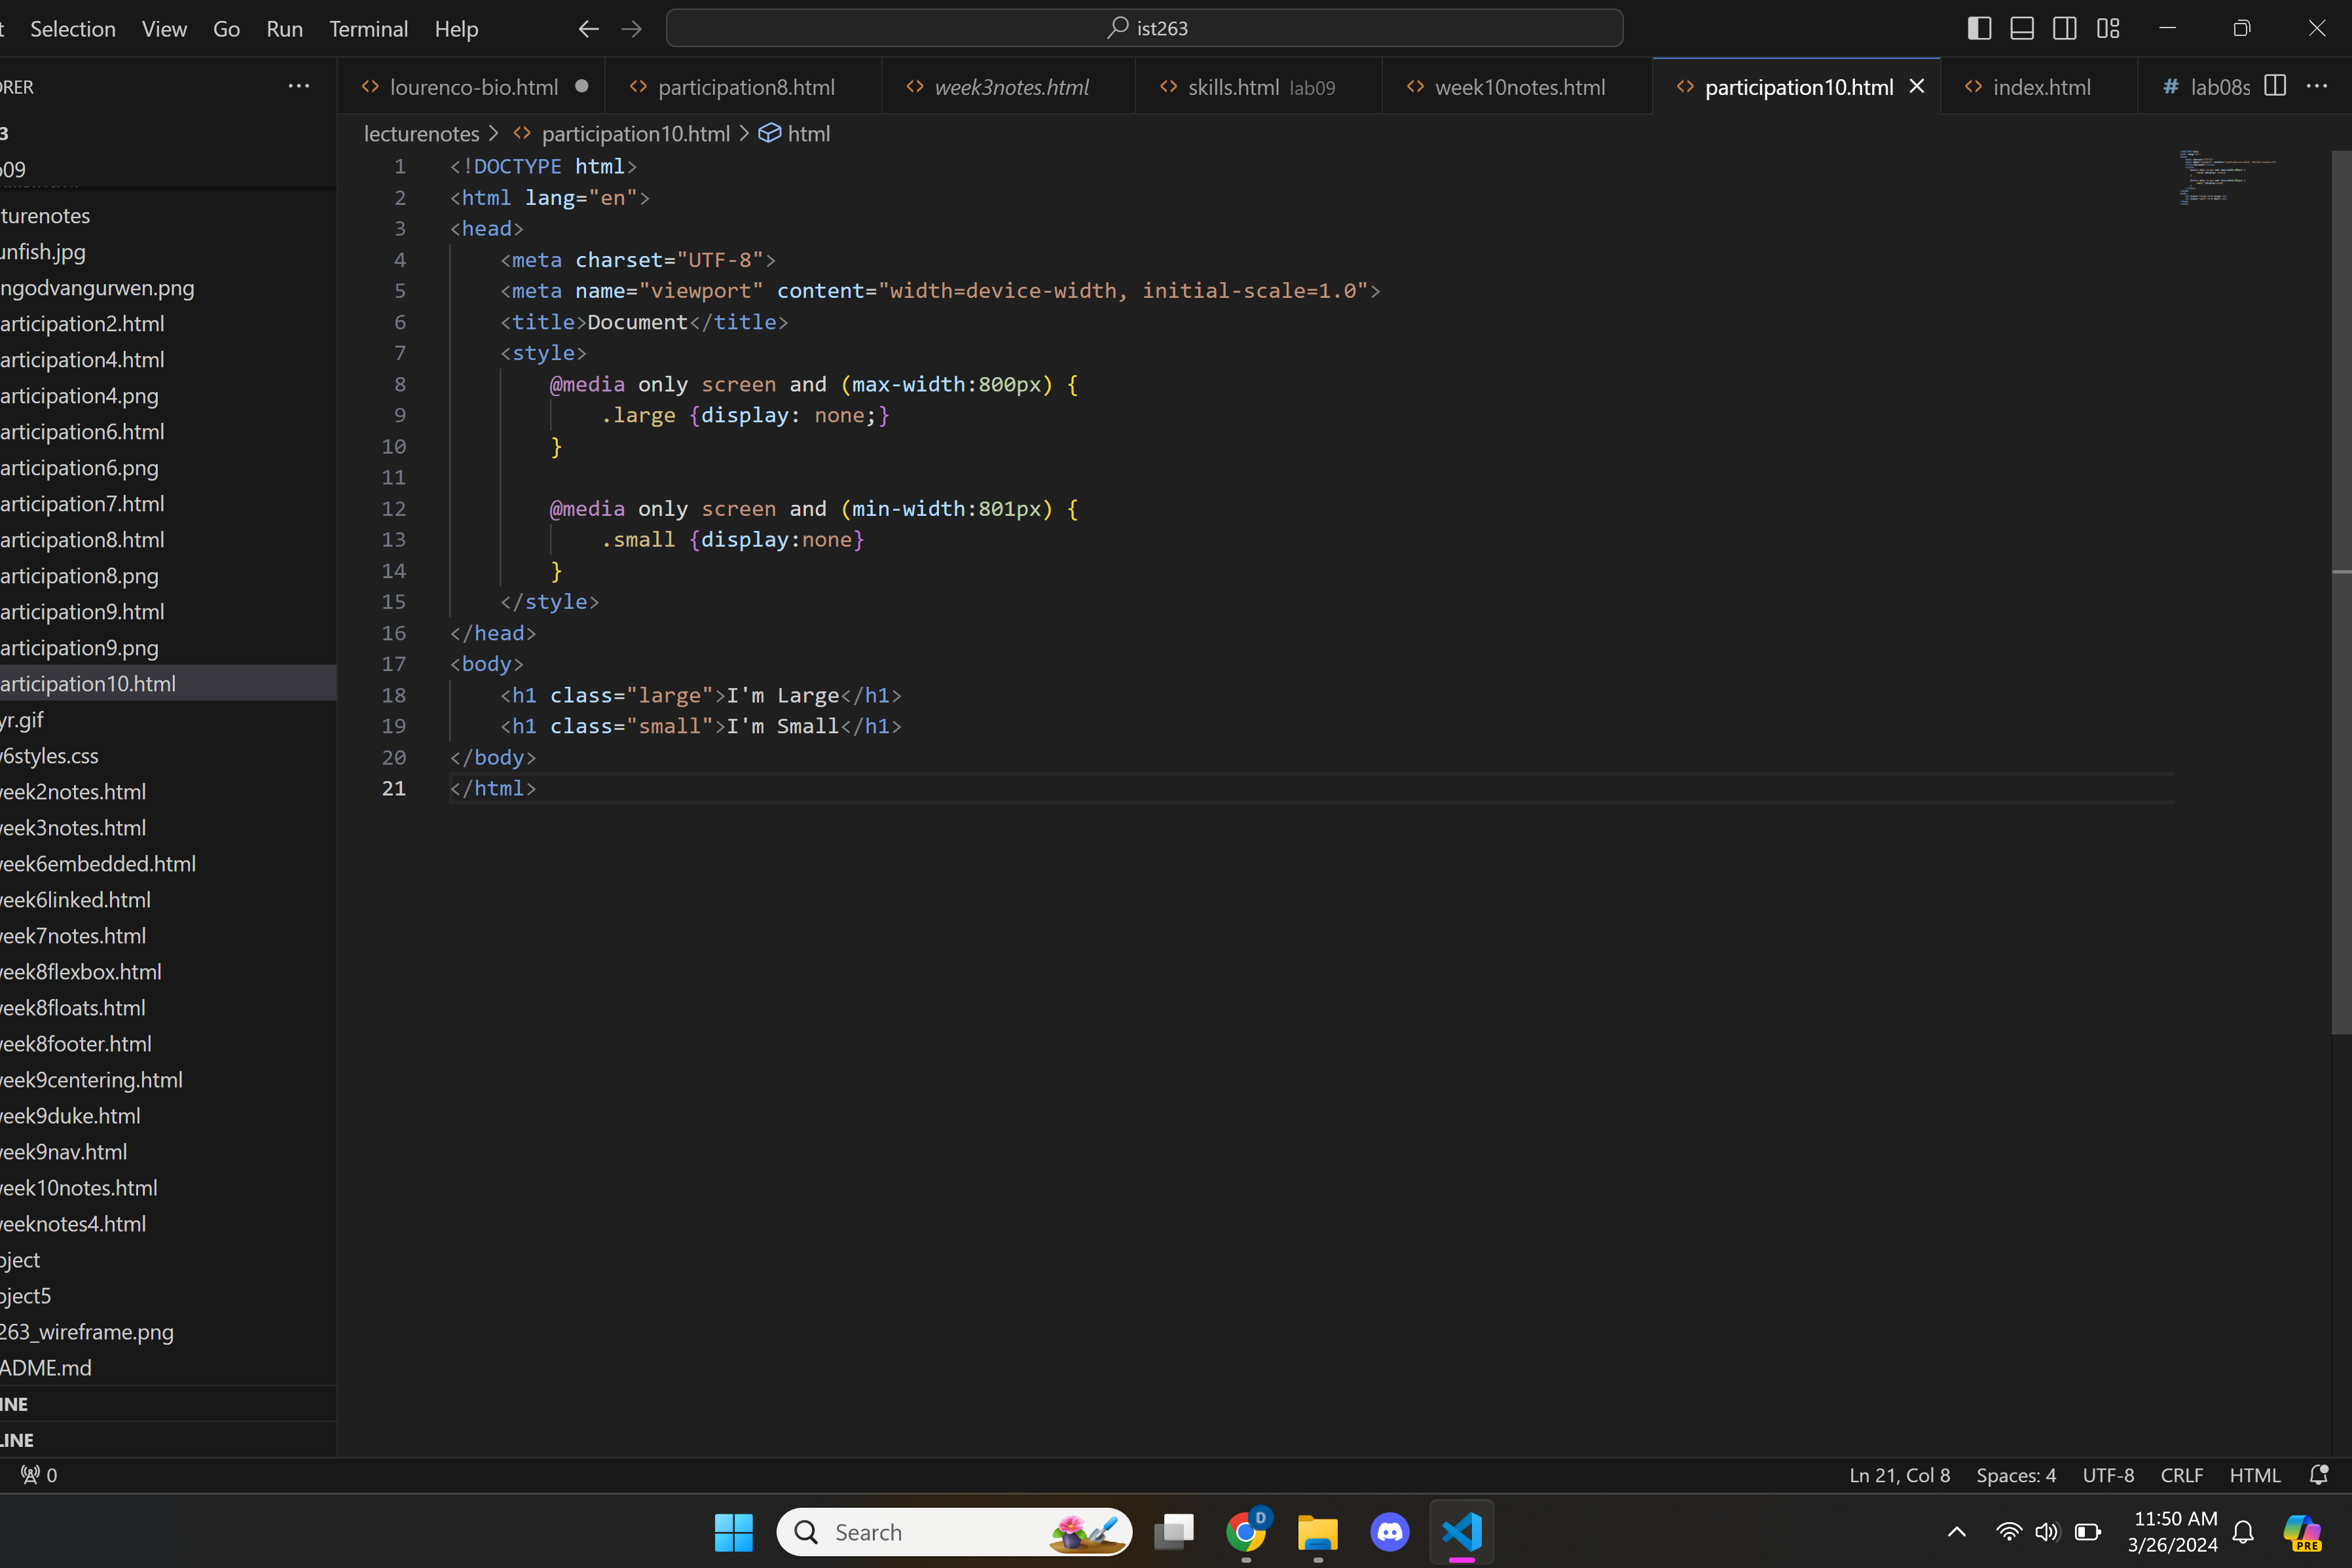 Selection View Go Run Terminal Help ist263
lourenco-bio.html participation8.html week3notes.html skills.html lab09 week10notes.html participation10.html index.html # lab08s
lecturenotes > participation10.html > html
1 <!DOCTYPE html>
2 <html lang="en">
3 <head>
4 <meta charset="UTF-8">
5 <meta name="viewport" content="width=device-width, initial-scale=1.0">
6 <title>Document</title>
7 <style>
8 @media only screen and (max-width:800px) {
9 .large {display: none;}
10 }
11
12 @media only screen and (min-width:801px) {
13 .small {display:none}
14 }
15 </style>
16 </head>
17 <body>
18 <h1 class="large">I'm Large</h1>
19 <h1 class="small">I'm Small</h1>
20 </body>
21 </html>
ORER
3
09
turenotes
unfish.jpg
ngodvangurwen.png
articipation2.html
articipation4.html
articipation4.png
articipation6.html
articipation6.png
articipation7.html
articipation8.html
articipation8.png
articipation9.html
articipation9.png
articipation10.html
yr.gif
6styles.css
eek2notes.html
eek3notes.html
eek6embedded.html
eek6linked.html
eek7notes.html
eek8flexbox.html
eek8floats.html
eek8footer.html
eek9centering.html
eek9duke.html
eek9nav.html
eek10notes.html
eeknotes4.html
oject
oject5
263_wireframe.png
ADME.md
INE
LINE
0 Ln 21, Col 8 Spaces: 4 UTF-8 CRLF HTML
Search
D
11:50 AM
3/26/2024
PRE